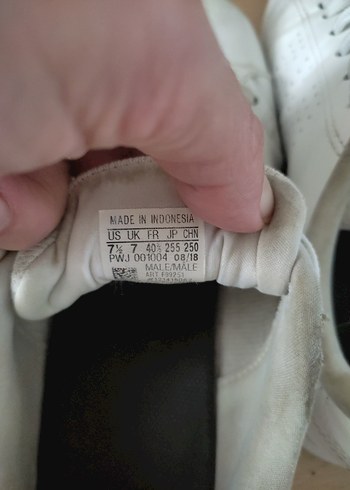 MADE IN INDONESIA
US UK FR JP CHN
7½ 7 40⅔ 255 250
PWJ 001004 08/18
MALE/MÂLE